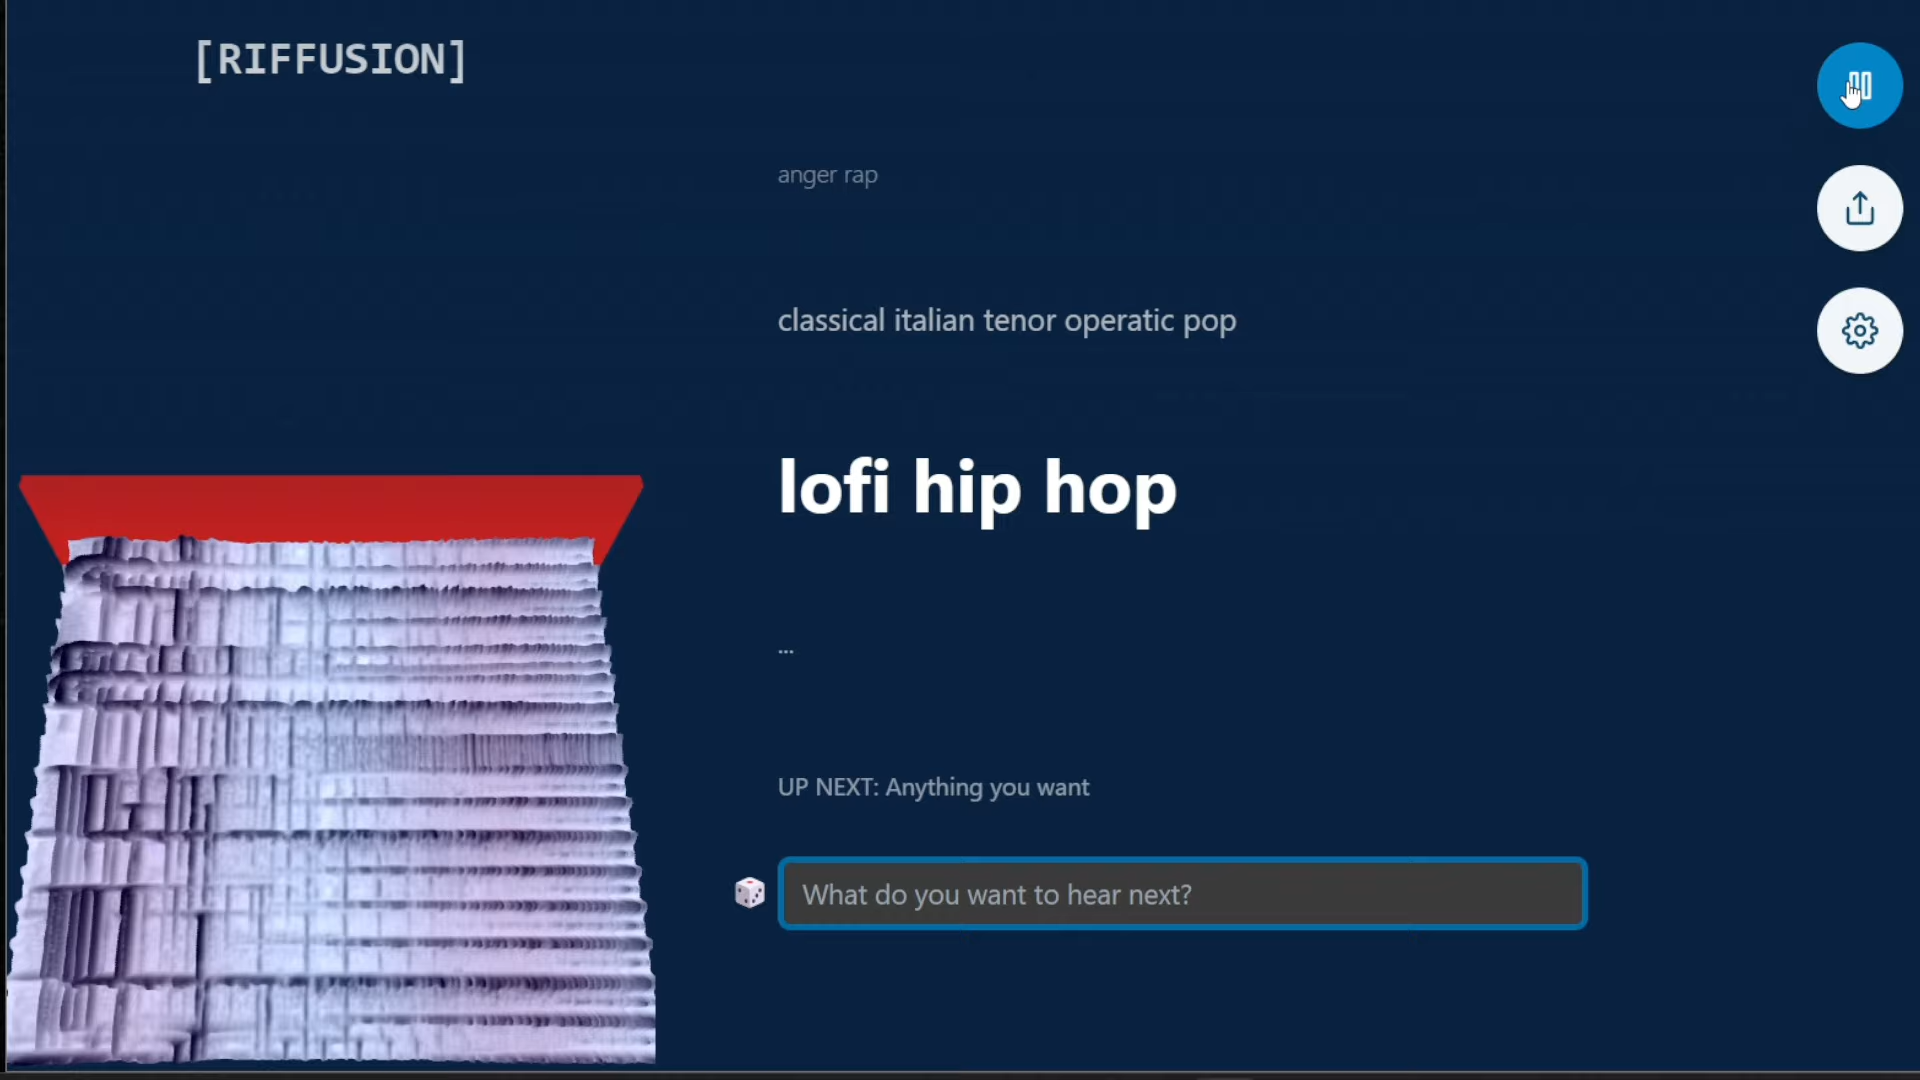 [RIFFUSION]
anger rap
classical italian tenor operatic pop
lofi hip hop
...
UP NEXT: Anything you want
What do you want to hear next?